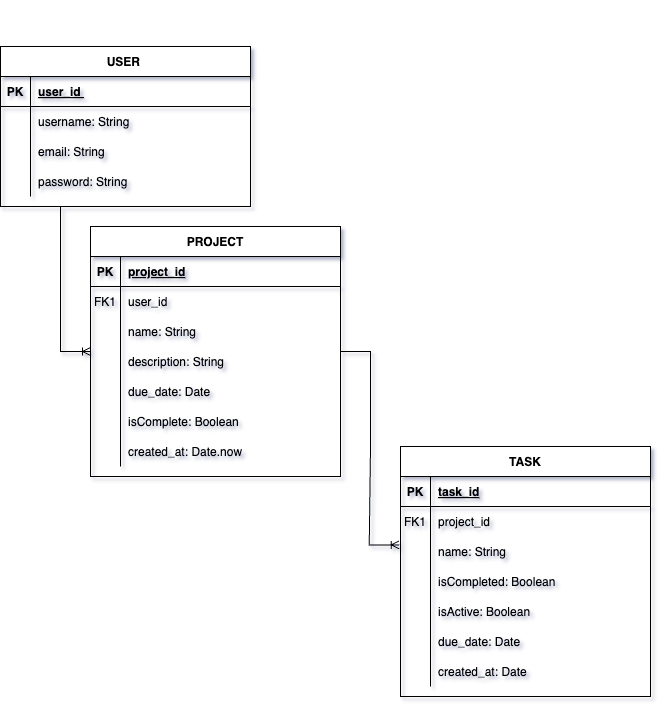 USER
PK user_id
username: String
email: String
password: String
PROJECT
PK project_id
FK1 user_id
name: String
description: String
due_date: Date
isComplete: Boolean
created_at: Date.now
TASK
PK task_id
FK1 project_id
name: String
isCompleted: Boolean
isActive: Boolean
due_date: Date
created_at: Date